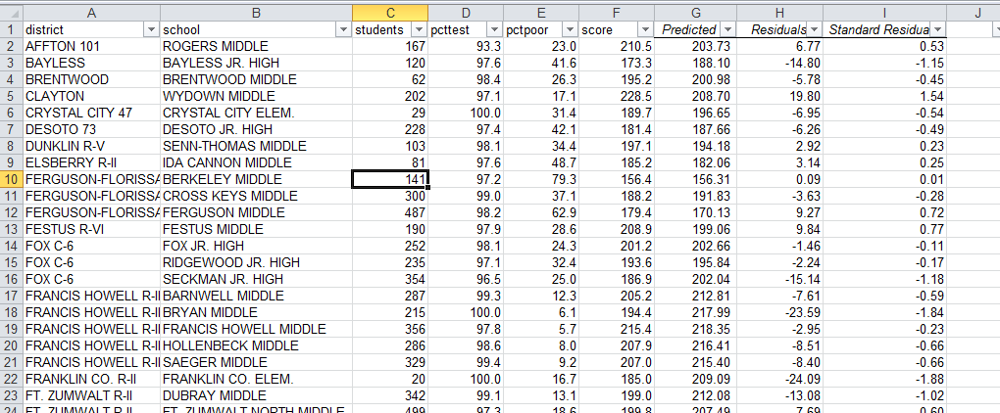 A B C D E F G H I J
1 district school students pcttest pctpoor score Predicted Residuals Standard Residua
2 AFFTON 101 ROGERS MIDDLE 167 93.3 23.0 210.5 203.73 6.77 0.53
3 BAYLESS BAYLESS JR. HIGH 120 97.6 41.6 173.3 188.10 -14.80 -1.15
4 BRENTWOOD BRENTWOOD MIDDLE 62 98.4 26.3 195.2 200.98 -5.78 -0.45
5 CLAYTON WYDOWN MIDDLE 202 97.1 17.1 228.5 208.70 19.80 1.54
6 CRYSTAL CITY 47 CRYSTAL CITY ELEM. 29 100.0 31.4 189.7 196.65 -6.95 -0.54
7 DESOTO 73 DESOTO JR. HIGH 228 97.4 42.1 181.4 187.66 -6.26 -0.49
8 DUNKLIN R-V SENN-THOMAS MIDDLE 103 98.1 34.4 197.1 194.18 2.92 0.23
9 ELSBERRY R-II IDA CANNON MIDDLE 81 97.6 48.7 185.2 182.06 3.14 0.25
10 FERGUSON-FLORISSA BERKELEY MIDDLE 141 97.2 79.3 156.4 156.31 0.09 0.01
11 FERGUSON-FLORISSA CROSS KEYS MIDDLE 300 99.0 37.1 188.2 191.83 -3.63 -0.28
12 FERGUSON-FLORISSA FERGUSON MIDDLE 487 98.2 62.9 179.4 170.13 9.27 0.72
13 FESTUS R-VI FESTUS MIDDLE 190 97.9 28.6 208.9 199.06 9.84 0.77
14 FOX C-6 FOX JR. HIGH 252 98.1 24.3 201.2 202.66 -1.46 -0.11
15 FOX C-6 RIDGEWOOD JR. HIGH 235 97.1 32.4 193.6 195.84 -2.24 -0.17
16 FOX C-6 SECKMAN JR. HIGH 354 96.5 25.0 186.9 202.04 -15.14 -1.18
17 FRANCIS HOWELL R-II BARNWELL MIDDLE 287 99.3 12.3 205.2 212.81 -7.61 -0.59
18 FRANCIS HOWELL R-II BRYAN MIDDLE 215 100.0 6.1 194.4 217.99 -23.59 -1.84
19 FRANCIS HOWELL R-II FRANCIS HOWELL MIDDLE 356 97.8 5.7 215.4 218.35 -2.95 -0.23
20 FRANCIS HOWELL R-II HOLLENBECK MIDDLE 286 98.6 8.0 207.9 216.41 -8.51 -0.66
21 FRANCIS HOWELL R-II SAEGER MIDDLE 329 99.4 9.2 207.0 215.40 -8.40 -0.66
22 FRANKLIN CO. R-II FRANKLIN CO. ELEM. 20 100.0 16.7 185.0 209.09 -24.09 -1.88
23 FT. ZUMWALT R-II DUBRAY MIDDLE 342 99.1 13.1 199.0 212.08 -13.08 -1.02
24 FT. ZUMWALT R-II FT. ZUMWALT NORTH MIDDLE 499 97.3 18.6 199.8 207.49 -7.69 -0.60